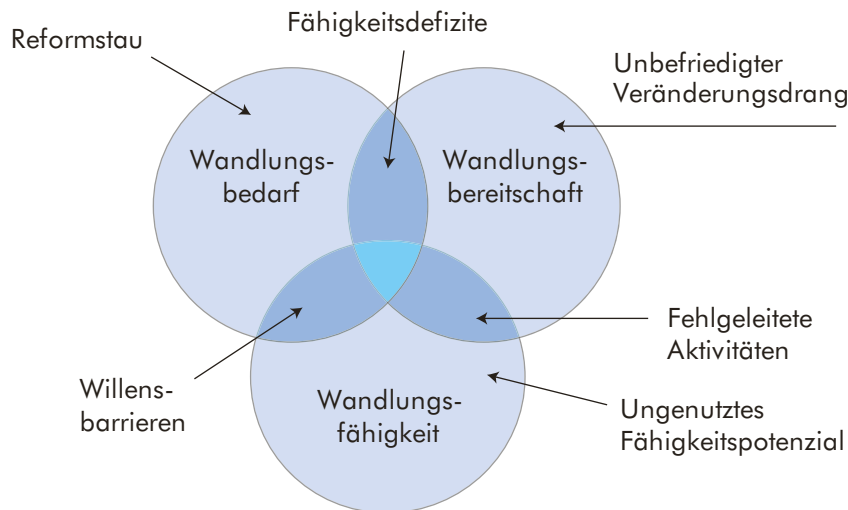 Fähigkeitsdefizite
Reformstau
Unbefriedigter
Veränderungsdrang
Wandlungs-
bedarf
Wandlungs-
bereitschaft
Fehlgeleitete
Aktivitäten
Willens-
barrieren
Wandlungs-
fähigkeit
Ungenutztes
Fähigkeitspotenzial